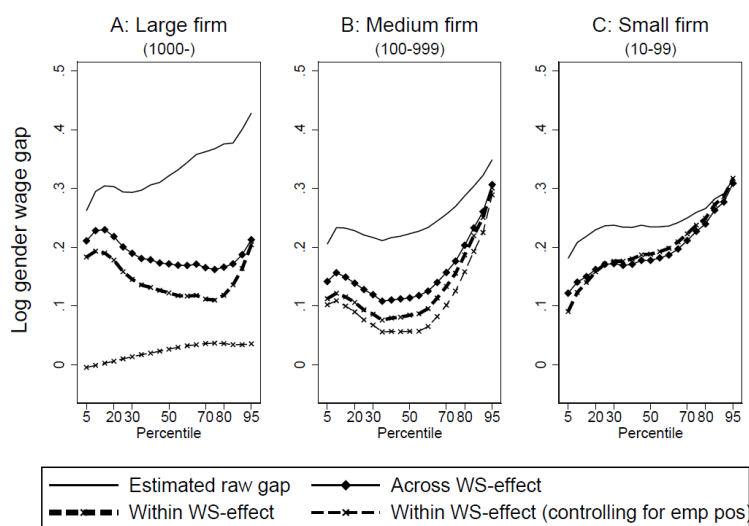 A: Large firm
(1000-)
B: Medium firm
(100-999)
C: Small firm
(10-99)
Log gender wage gap
.5
.4
.3
.2
.1
0
5 20 30 50 70 80 95
Percentile
.5
.4
.3
.2
.1
0
5 20 30 50 70 80 95
Percentile
.5
.4
.3
.2
.1
0
5 20 30 50 70 80 95
Percentile
Estimated raw gap
Across WS-effect
Within WS-effect
Within WS-effect (controlling for emp pos)